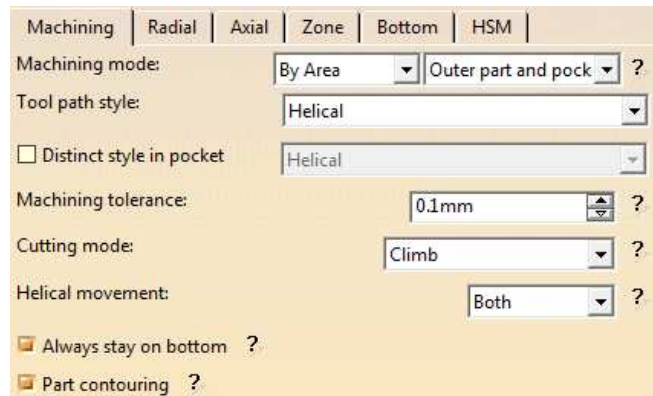 Machining Radial Axial Zone Bottom HSM
Machining mode: By Area Outer part and pock ?
Tool path style: Helical
Distinct style in pocket Helical
Machining tolerance: 0.1mm ?
Cutting mode: Climb ?
Helical movement: Both ?
Always stay on bottom ?
Part contouring ?